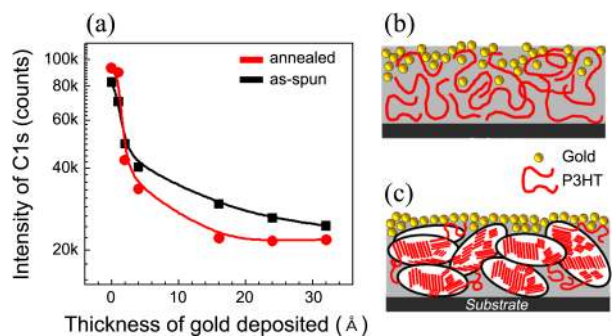 (a)
100k
80k
60k
40k
20k
Intensity of C1s (counts)
annealed
as-spun
0
10
20
30
Thickness of gold deposited (Å)
(b)
Gold
P3HT
(c)
Substrate